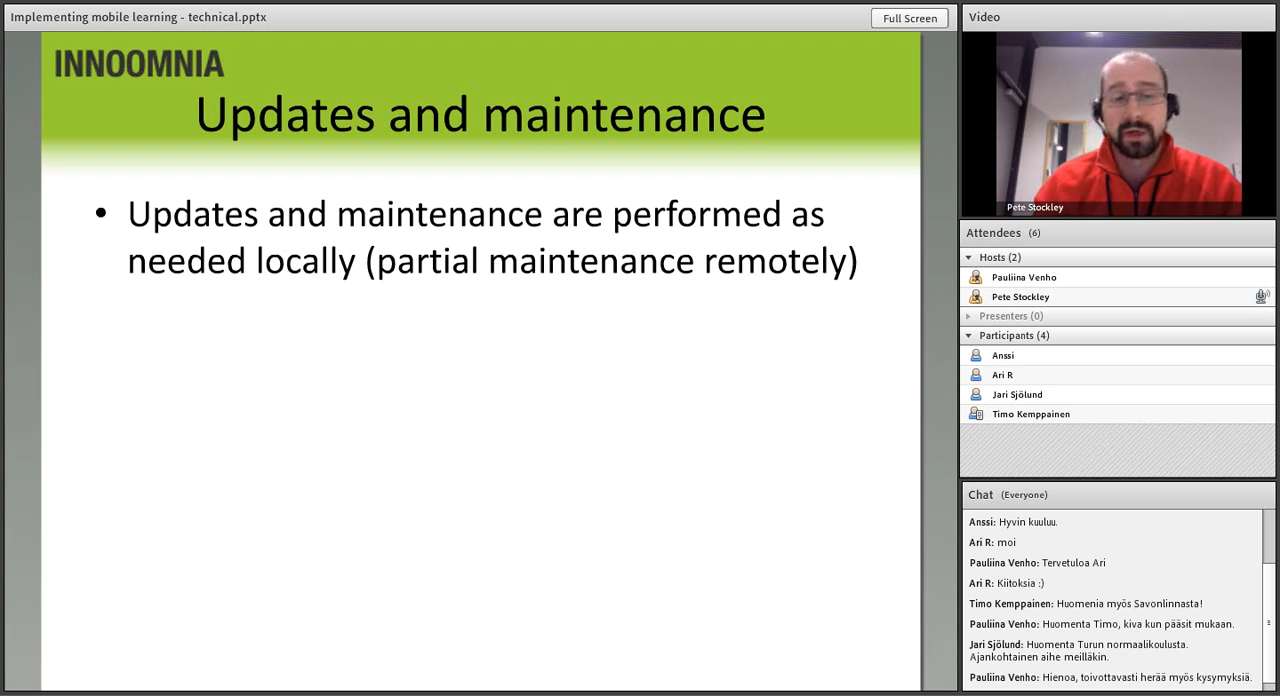 Implementing mobile learning - technical.pptx
Full Screen
INNOOMNIA
Updates and maintenance
• Updates and maintenance are performed as
needed locally (partial maintenance remotely)
Video
Pete Stockley
Attendees (6)
Hosts (2)
Pauliina Venho
Pete Stockley
Presenters (0)
Participants (4)
Anssi
Ari R
Jari Sjölund
Timo Kemppainen
Chat (Everyone)
Anssi: Hyvin kuuluu.
Ari R: moi
Pauliina Venho: Tervetuloa Ari
Ari R: Kiitoksia :)
Timo Kemppainen: Huomenia myös Savonlinnasta!
Pauliina Venho: Huomenta Timo, kiva kun pääsit mukaan.
Jari Sjölund: Huomenta Turun normaalikoulusta.
Ajankohtainen aihe meilläkin.
Pauliina Venho: Hienoa, toivottavasti herää myös kysymyksiä.